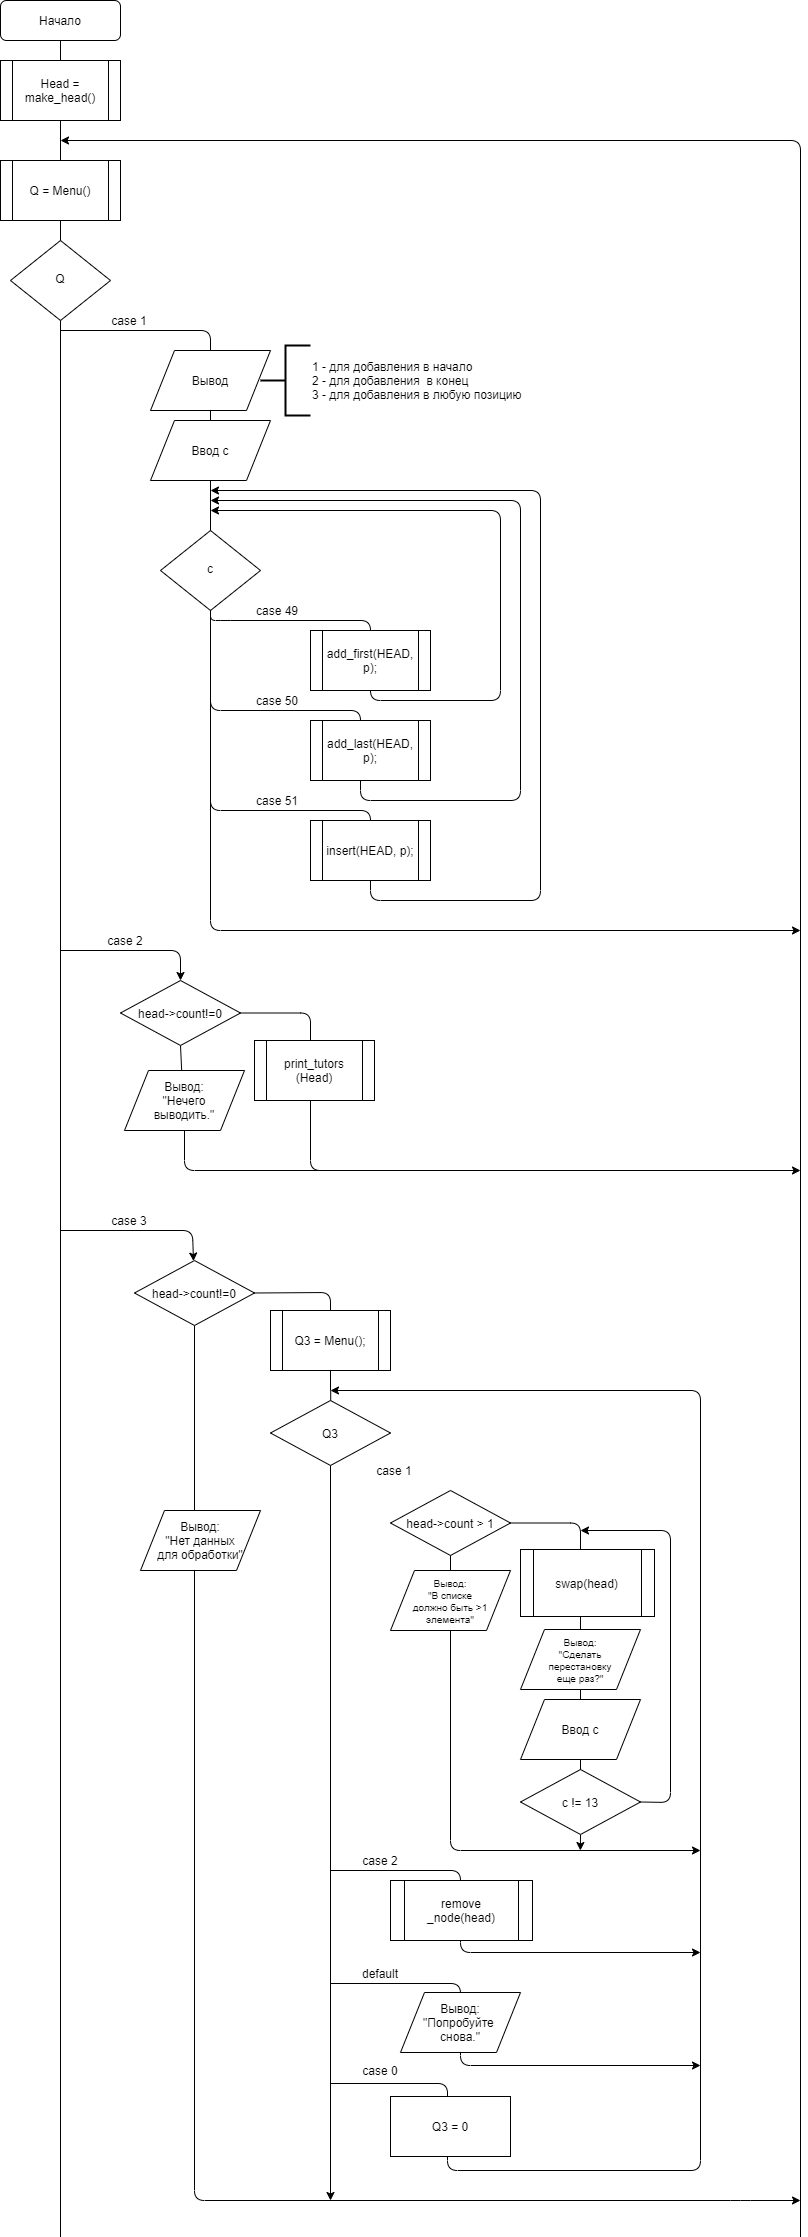 Начало
Head =
make_head()
Q = Menu()
Q
case 1
Вывод
1 - для добавления в начало
2 - для добавления  в конец
3 - для добавления в любую позицию
Ввод c
c
case 49
add_first(HEAD,
p);
case 50
add_last(HEAD,
p);
case 51
insert(HEAD, p);
case 2
head->count!=0
print_tutors
(Head)
Вывод:
"Нечего
выводить."
case 3
head->count!=0
Q3 = Menu();
Q3
case 1
head->count > 1
Вывод:
"Нет данных
для обработки"
Вывод:
"В списке
должно быть >1
элемента"
swap(head)
Вывод:
"Сделать
перестановку
еще раз?"
Ввод c
c != 13
case 2
remove
_node(head)
default
Вывод:
"Попробуйте
снова."
case 0
Q3 = 0